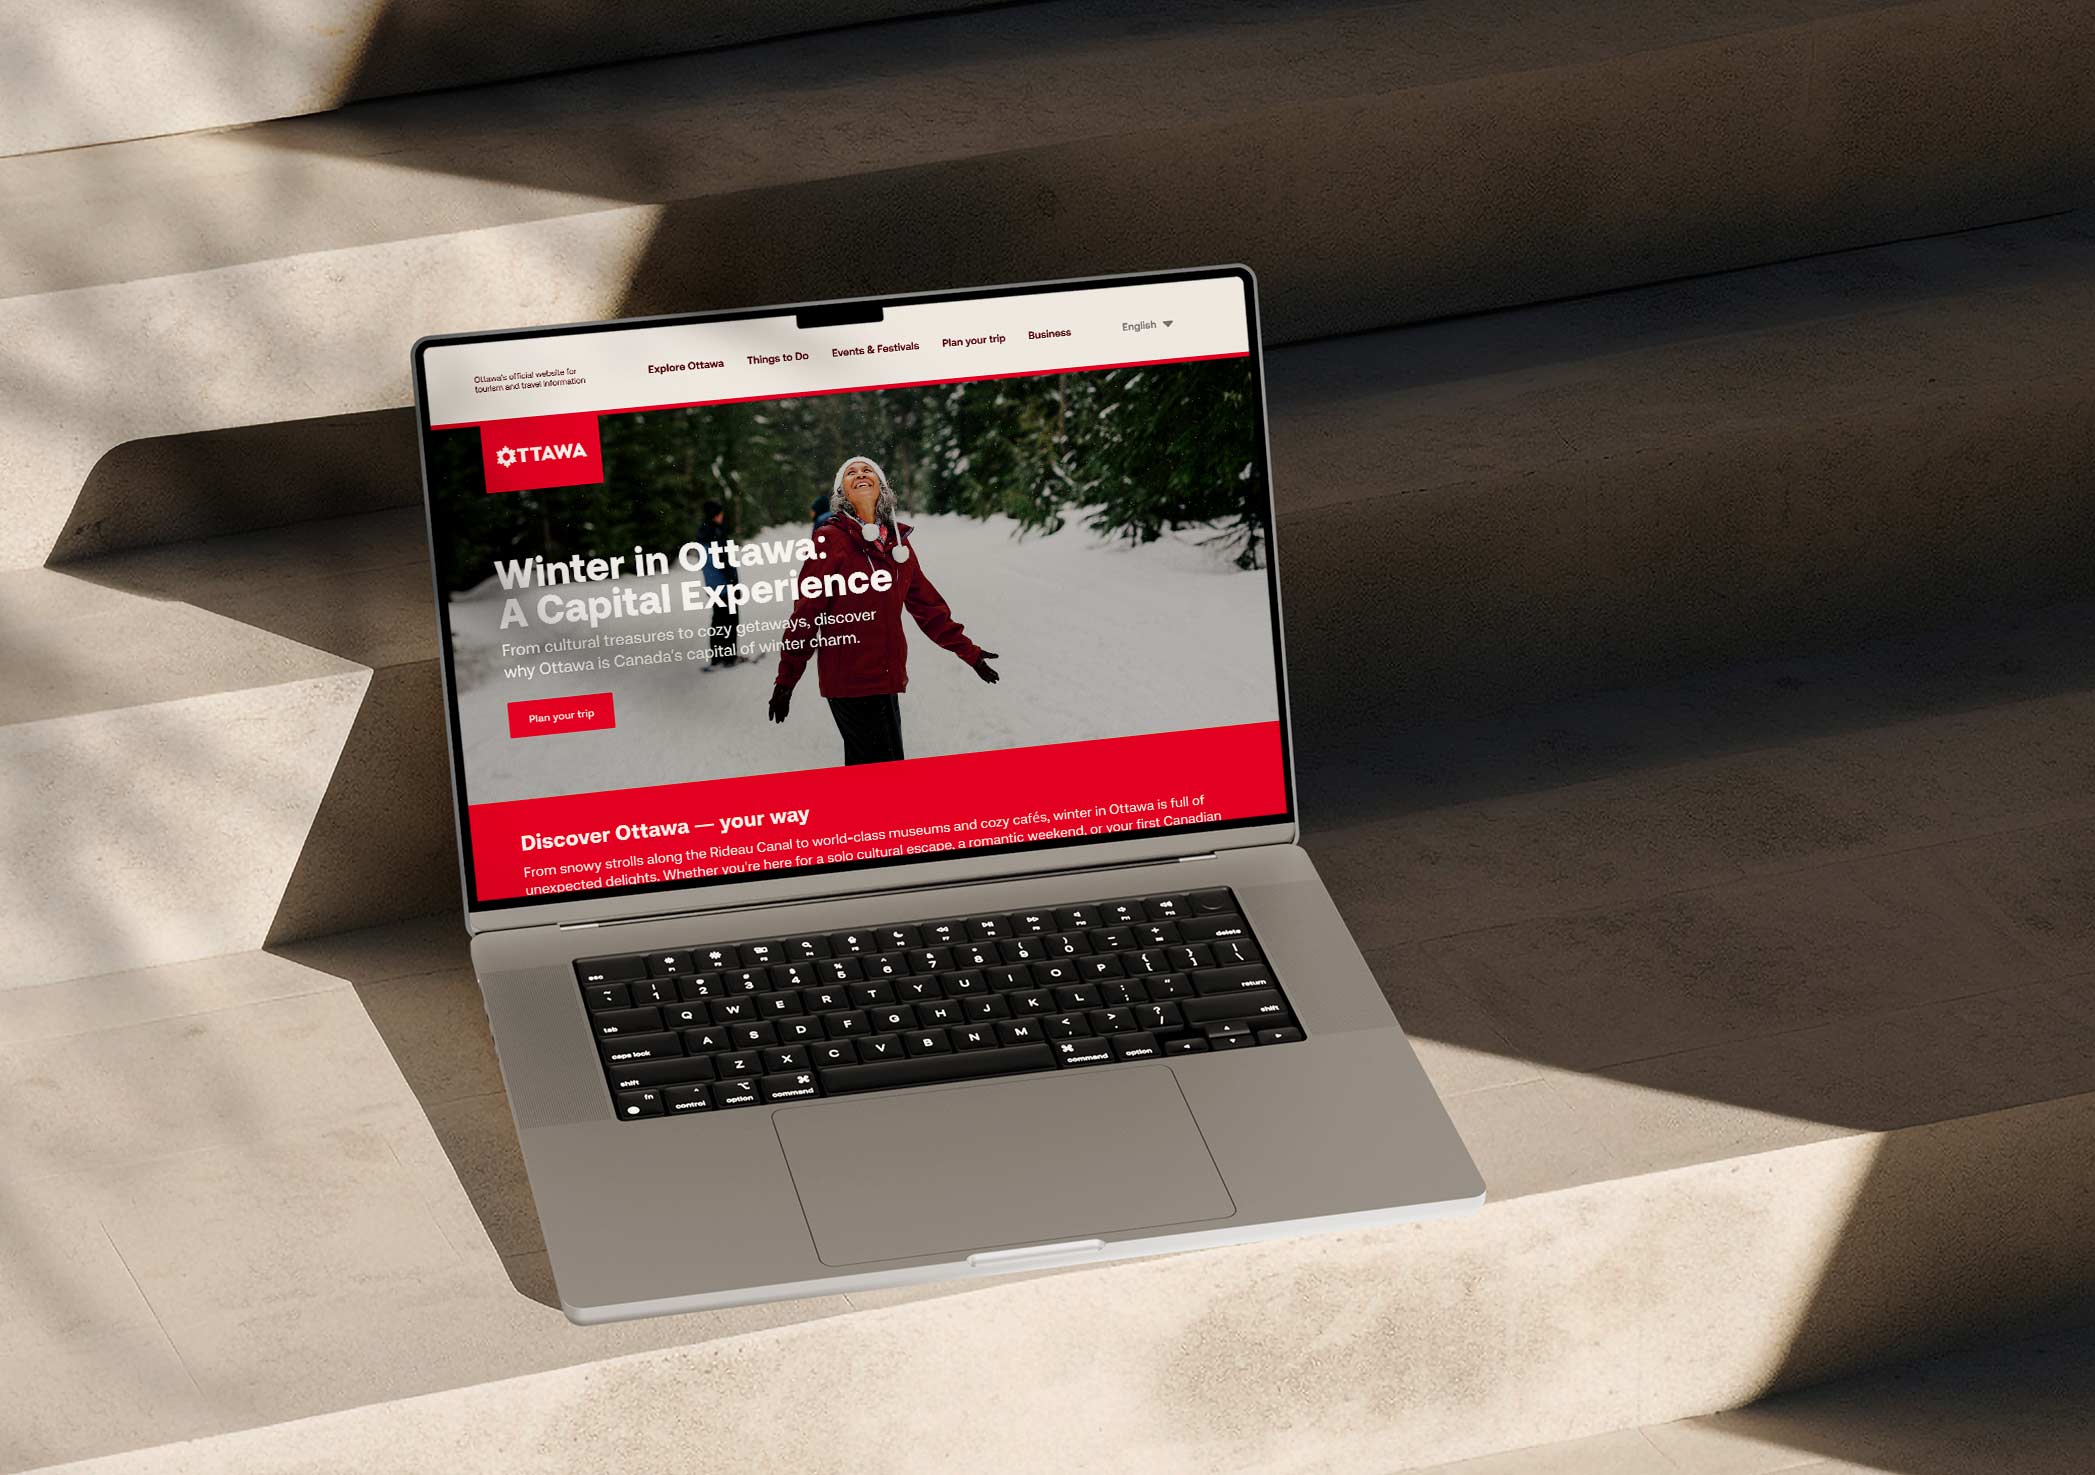 Ottawa's official website for
tourism and travel information
Explore Ottawa
Things to Do
Events & Festivals
Plan your trip
Business
English
OTTAWA
Winter in Ottawa:
A Capital Experience
From cultural treasures to cozy getaways, discover
why Ottawa is Canada's capital of winter charm.
Plan your trip
Discover Ottawa — your way
From snowy strolls along the Rideau Canal to world-class museums and cozy cafés, winter in Ottawa is full of
unexpected delights. Whether you're here for a solo cultural escape, a romantic weekend, or your first Canadian
esc
~ ` ! 1 2 3 4 % 5 ^ 6 & 7 8 ( 9 ) 0 _ - + = delete
tab Q W E R T Y U I O P { [ } ] | \
caps lock A S D F G H J K L : ; " ' return
shift Z X C V B N M < , > . ? / shift
fn control option command command option